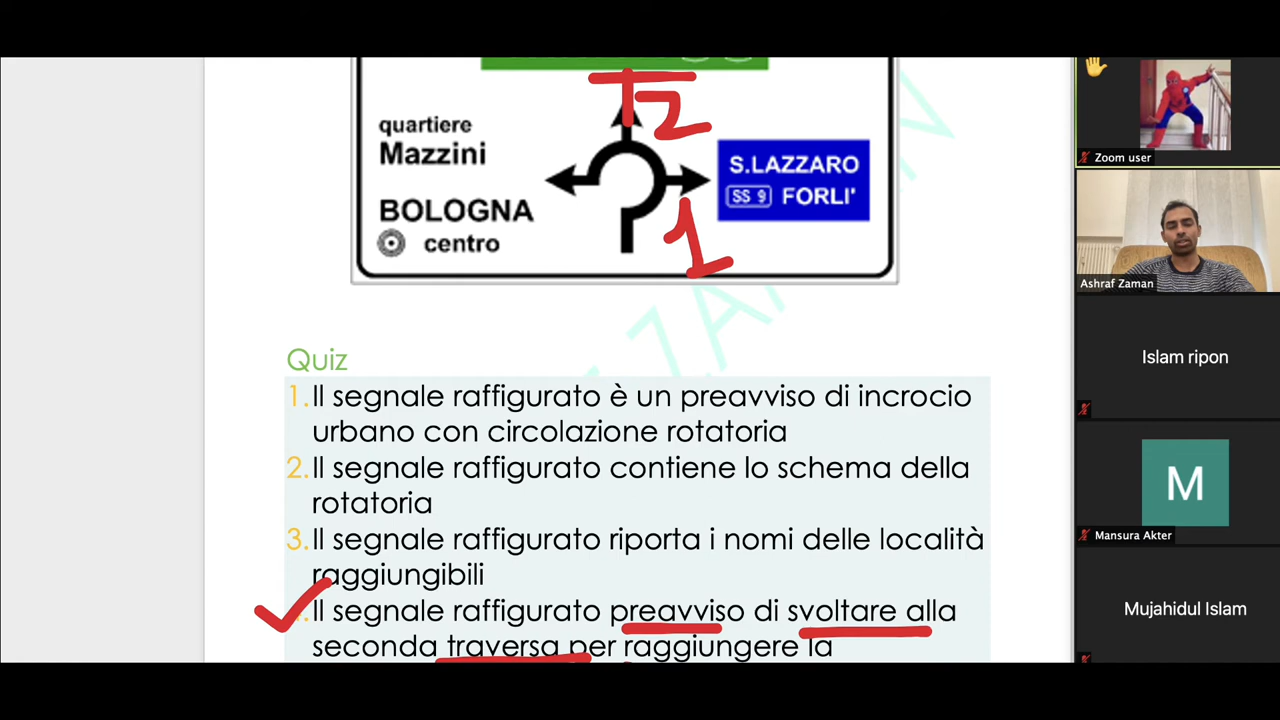 2
quartiere
Mazzini
BOLOGNA
centro
S.LAZZARO
SS 9 FORLI'
1
ZAMAN
Quiz
1. Il segnale raffigurato è un preavviso di incrocio
urbano con circolazione rotatoria
2. Il segnale raffigurato contiene lo schema della
rotatoria
3. Il segnale raffigurato riporta i nomi delle località
raggiungibili
Il segnale raffigurato preavviso di svoltare alla
seconda traversa per raggiungere la
Zoom user
Ashraf Zaman
Islam ripon
M
Mansura Akter
Mujahidul Islam